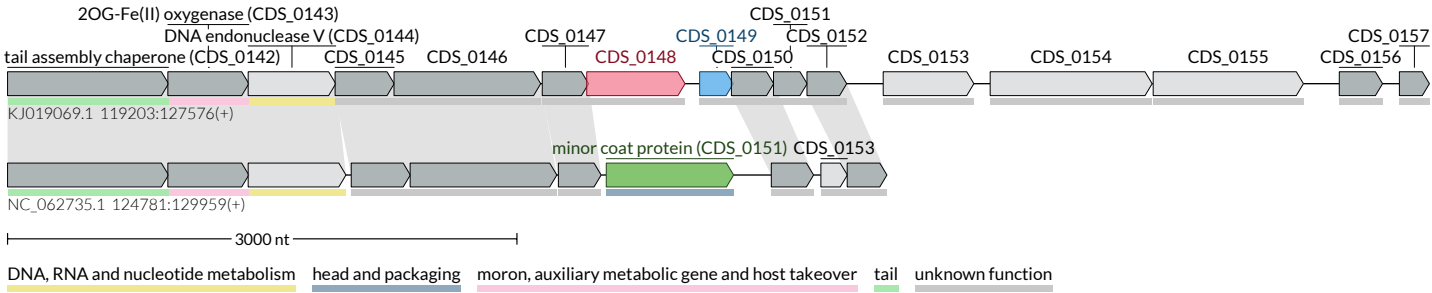 2OG-Fe(II) oxygenase (CDS_0143)
CDS_0151
DNA endonuclease V (CDS_0144)
CDS_0147
CDS_0149
CDS_0152
CDS_0157
tail assembly chaperone (CDS_0142)
CDS_0145
CDS_0146
CDS_0148
CDS_0150
CDS_0153
CDS_0154
CDS_0155
CDS_0156
KJ019069.1 119203:127576(+)
minor coat protein (CDS_0151)
CDS_0153
NC_062735.1 124781:129959(+)
3000 nt
DNA, RNA and nucleotide metabolism
head and packaging
moron, auxiliary metabolic gene and host takeover
tail
unknown function